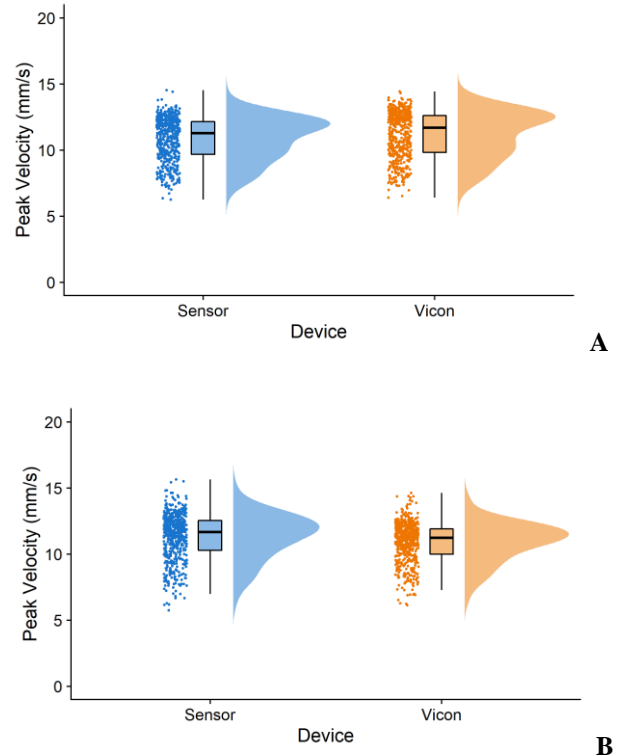 20
15
10
5
0
Peak Velocity (mm/s)
Sensor
Vicon
Device
A
20
15
10
5
0
Peak Velocity (mm/s)
Sensor
Vicon
Device
B